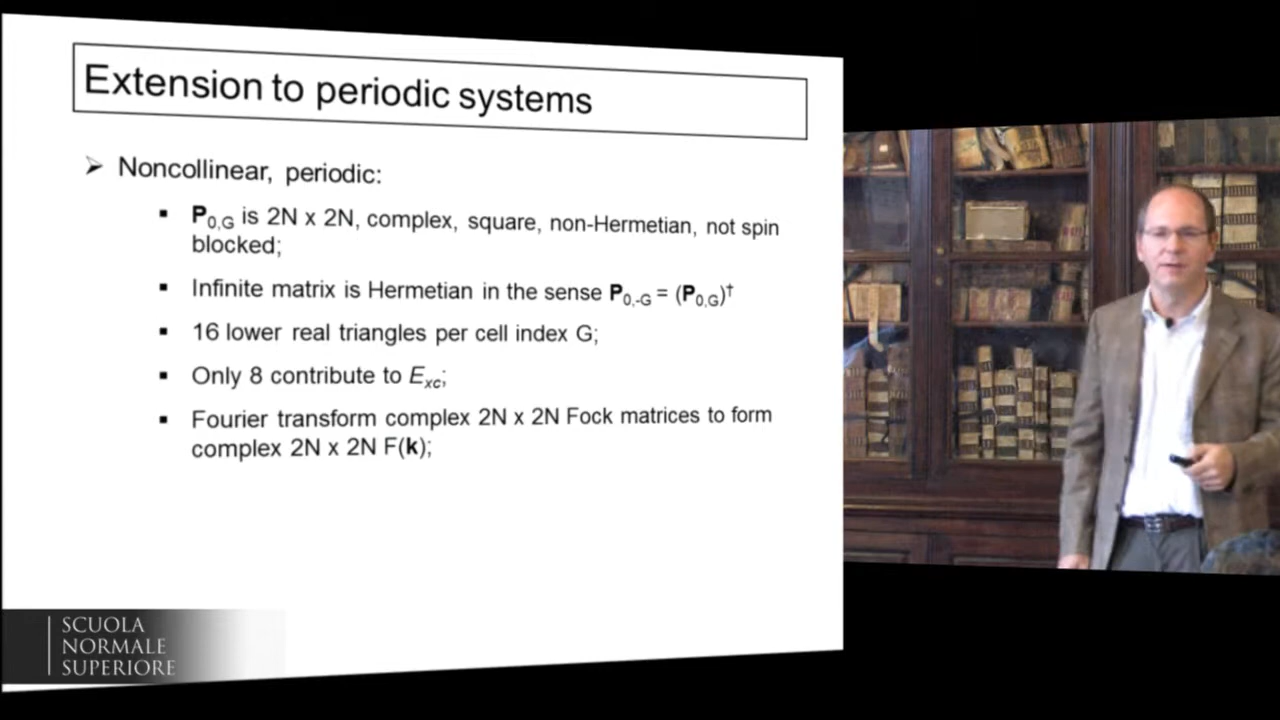 Extension to periodic systems
➢ Noncollinear, periodic:
▪ P0,G is 2N x 2N, complex, square, non-Hermetian, not spin
blocked;
▪ Infinite matrix is Hermetian in the sense P0,-G = (P0,G)†
▪ 16 lower real triangles per cell index G;
▪ Only 8 contribute to Exc;
▪ Fourier transform complex 2N x 2N Fock matrices to form
complex 2N x 2N F(k);
SCUOLA
NORMALE
SUPERIORE